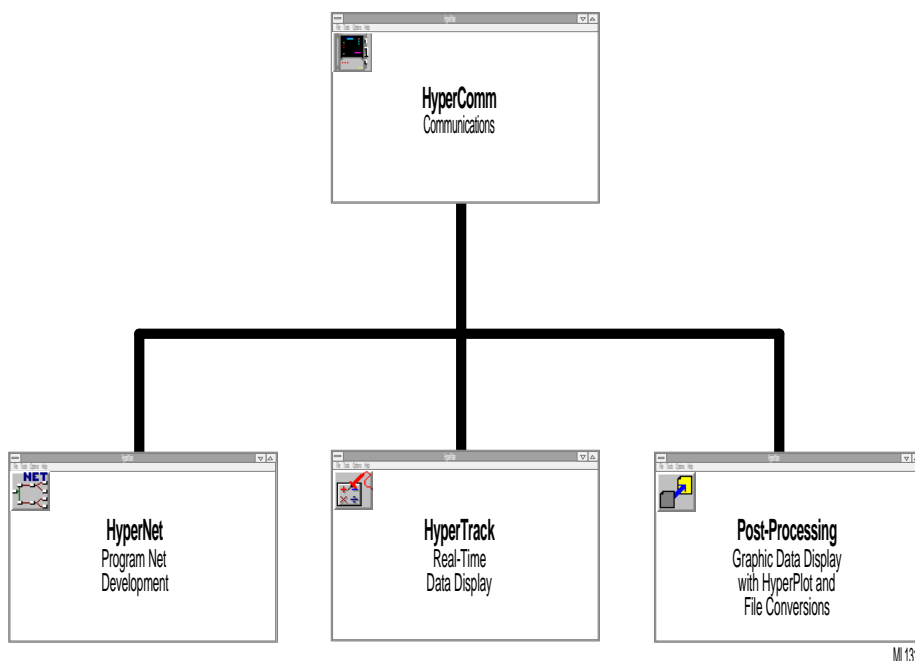 HyperComm
Communications
NET
HyperNet
Program Net
Development
HyperTrack
Real-Time
Data Display
Post-Processing
Graphic Data Display
with HyperPlot and
File Conversions